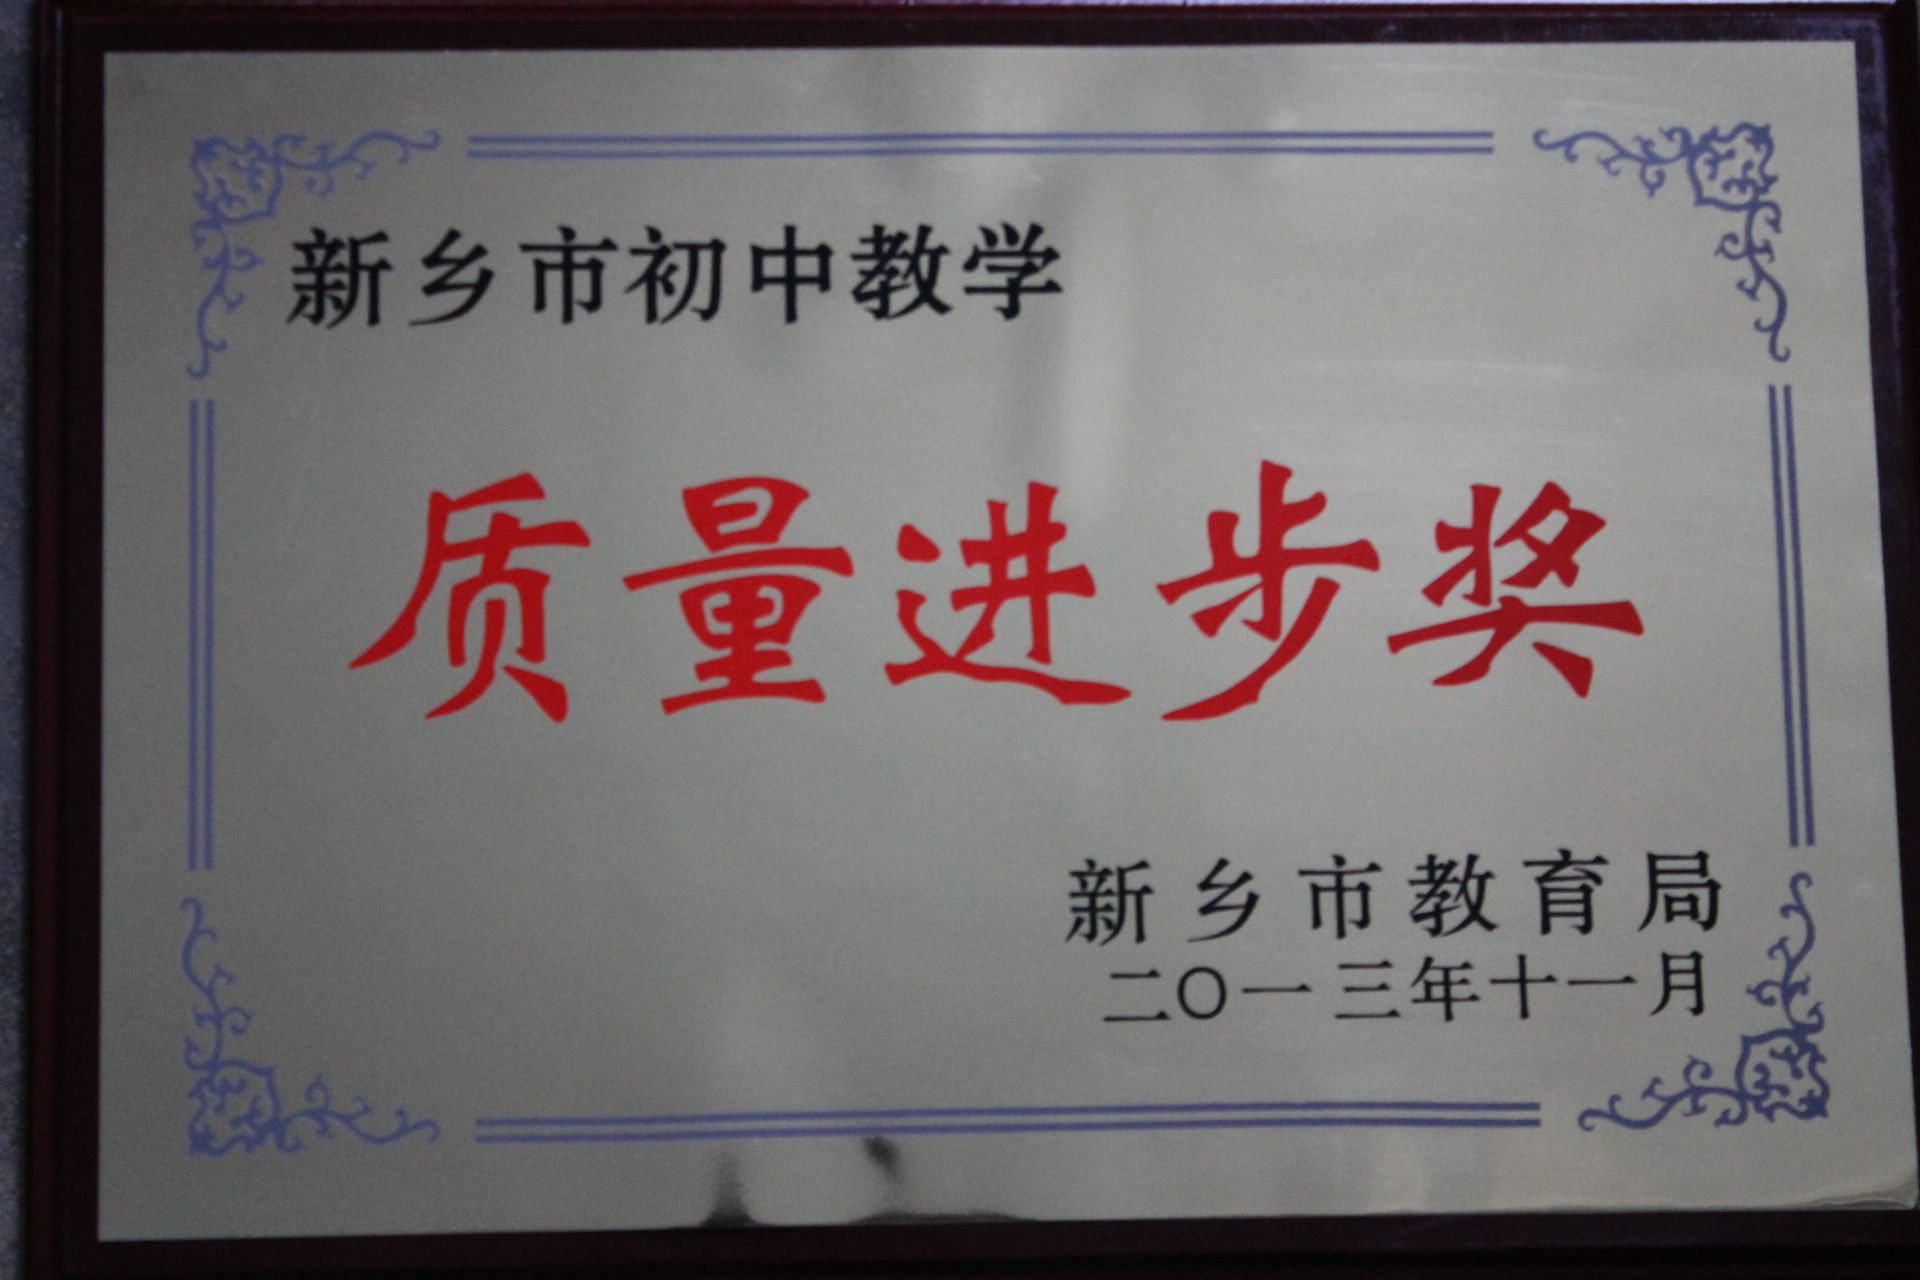 新乡市初中教学
质量进步奖
新乡市教育局
二〇一三年十一月